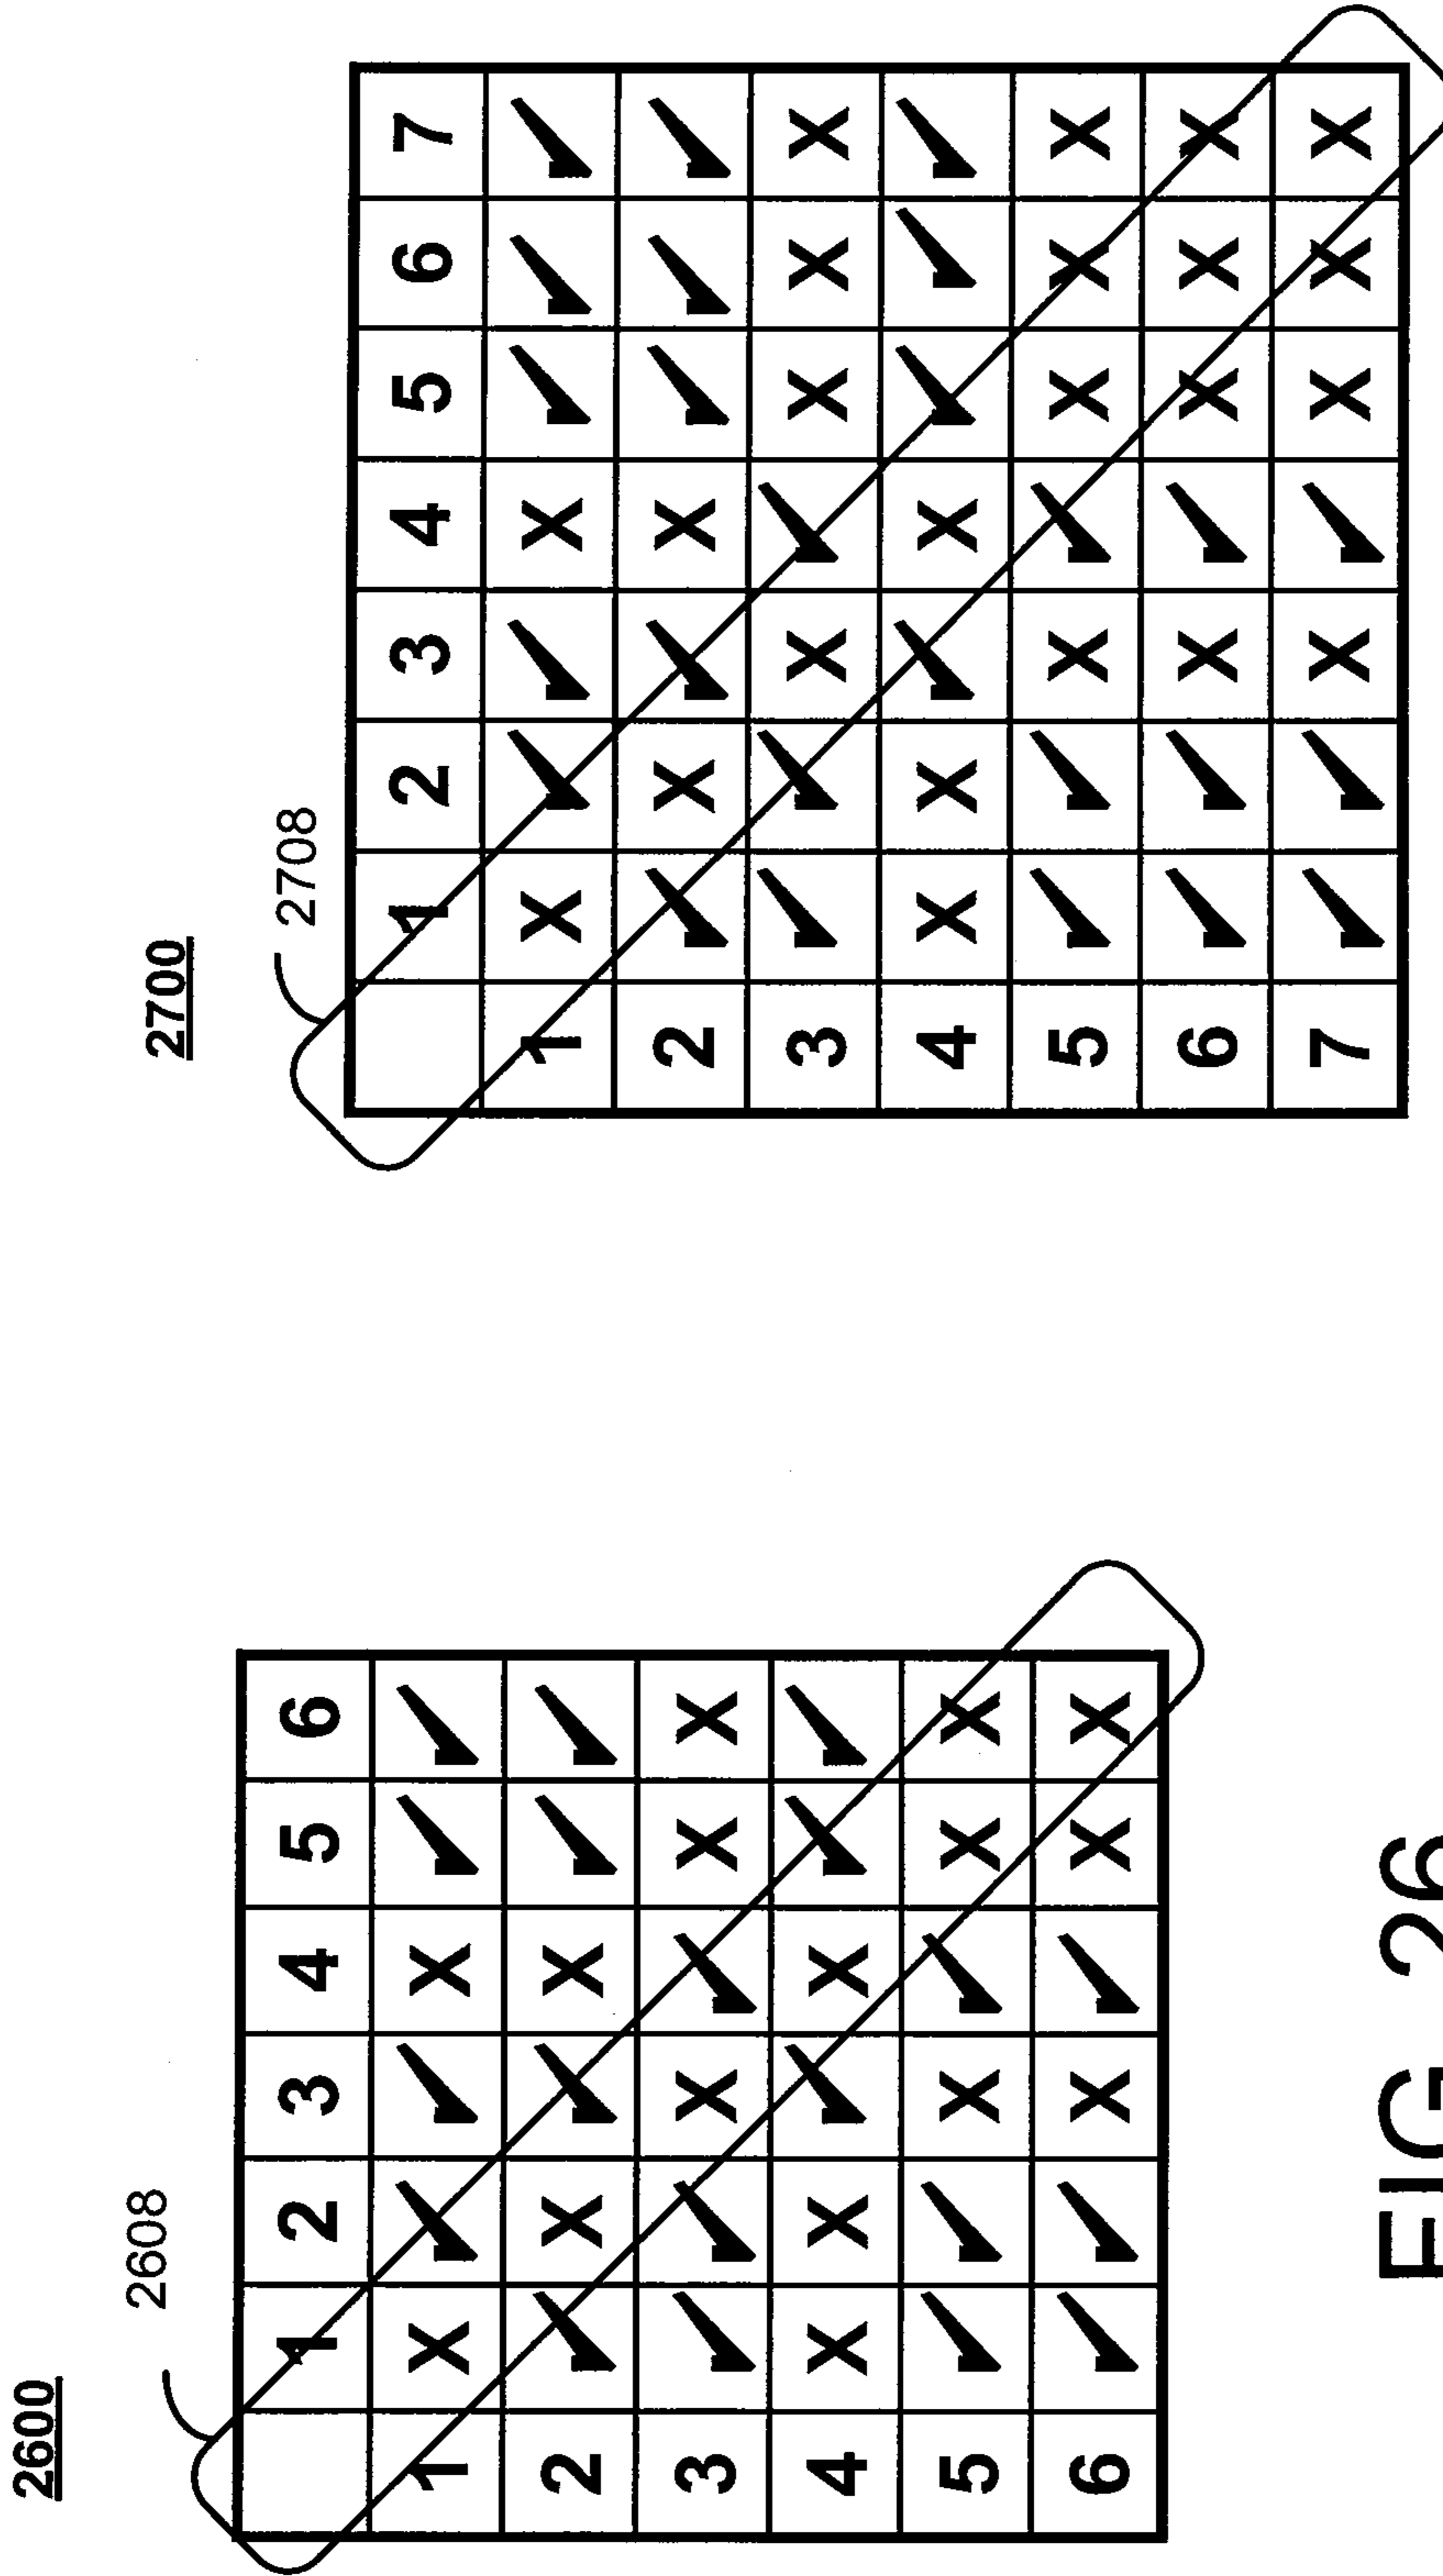 2600
2608
1 2 3 4 5 6
1 X ✓ ✓ X ✓ ✓
2 ✓ X ✓ X ✓ ✓
3 ✓ ✓ X ✓ X X
4 X X ✓ X ✓ ✓
5 ✓ ✓ X ✓ X X
6 ✓ ✓ X ✓ X X
FIG 26
2700
2708
1 2 3 4 5 6 7
1 X ✓ ✓ X ✓ ✓ ✓
2 ✓ X ✓ X ✓ ✓ ✓
3 ✓ ✓ X ✓ X X X
4 X X ✓ X ✓ ✓ ✓
5 ✓ ✓ X ✓ X X X
6 ✓ ✓ X ✓ X X X
7 ✓ ✓ X ✓ X X X